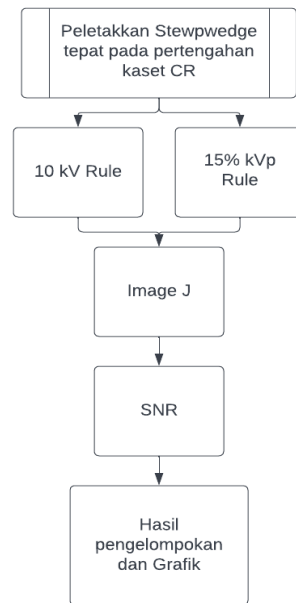 Peletakkan Stewpwedge
tepat pada pertengahan
kaset CR
10 kV Rule
15% kVp
Rule
Image J
SNR
Hasil
pengelompokan
dan Grafik